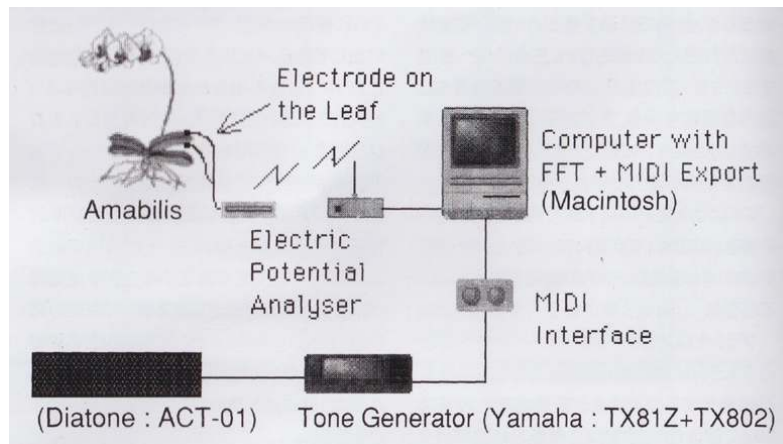 Electrode on
the Leaf
Amabilis
Computer with
FFT + MIDI Export
(Macintosh)
Electric
Potential
Analyser
MIDI
Interface
(Diatone : ACT-01)
Tone Generator (Yamaha : TX81Z+TX802)